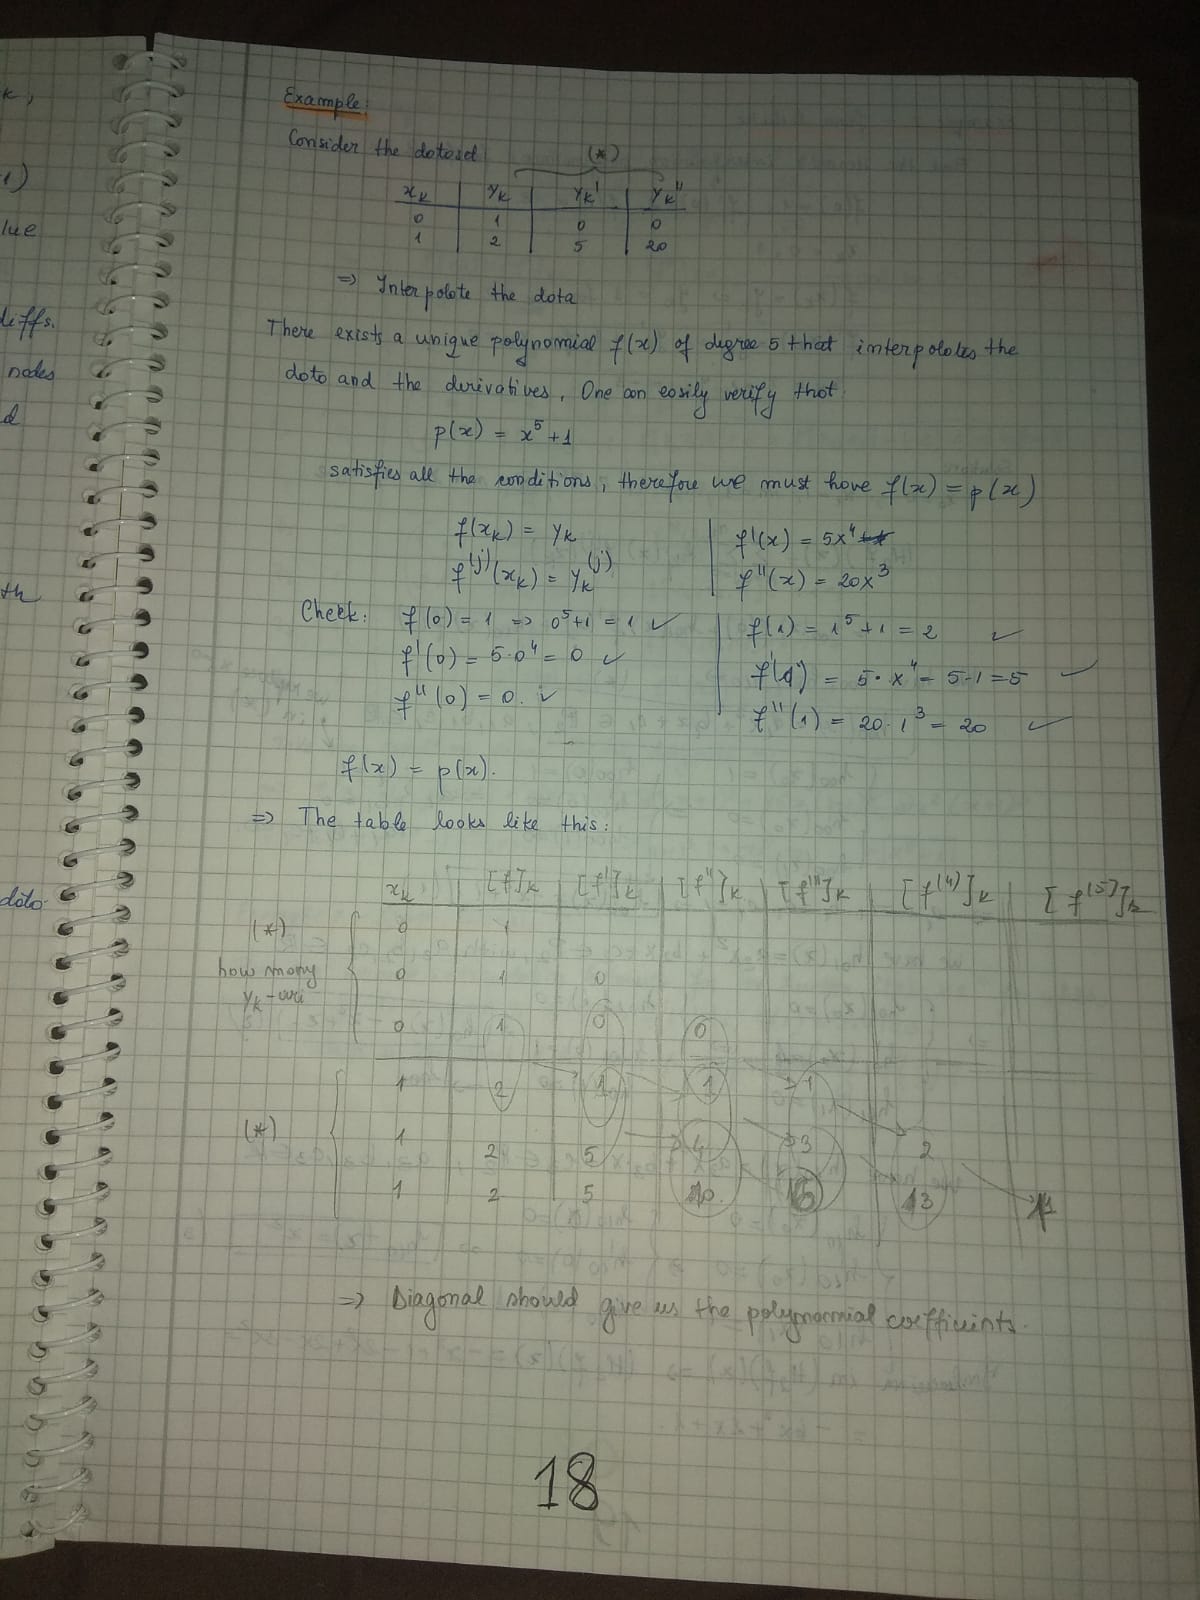 Example:
Consider the dataset (*)
x_k | y_k | y_k' | y_k''
0 | 1 | 0 | 0
1 | 2 | 5 | 20
=> Interpolate the data
There exists a unique polynomial f(x) of degree 5 that interpolates the
data and the derivatives. One can easily verify that
p(x) = x^5 + 1
satisfies all the conditions, therefore we must have f(x) = p(x)
f(x_k) = y_k | f'(x) = 5x^4
f^(j)(x_k) = y_k^(j) | f''(x) = 20x^3
Check: f(0) = 1 => 0^5+1 = 1 ✓ | f(1) = 1^5+1 = 2 ✓
f'(0) = 5·0^4 = 0 ✓ | f'(1) = 5·x^4 = 5·1 = 5 ✓
f''(0) = 0. ✓ | f''(1) = 20·1^3 = 20 ✓
f(x) = p(x).
=> The table looks like this:
x_k | [f]_k | [f']_k | [f'']_k | [f''']_k | [f^(4)]_k | [f^(5)]_k
(*) 0 | 1
how many 0 | 1 | 0
y_k-uri
0 | 1 | 0 | 0
1 | 2 | 1 | 1 | 1
(*) 1 | 2 | 5 | 4 | 3 | 2
1 | 2 | 5 | 10. | 6 | 3 | 1
=> Diagonal should give us the polynomial coefficients.
18
k,
-1)
lue
diffs.
nodes
d
th
data